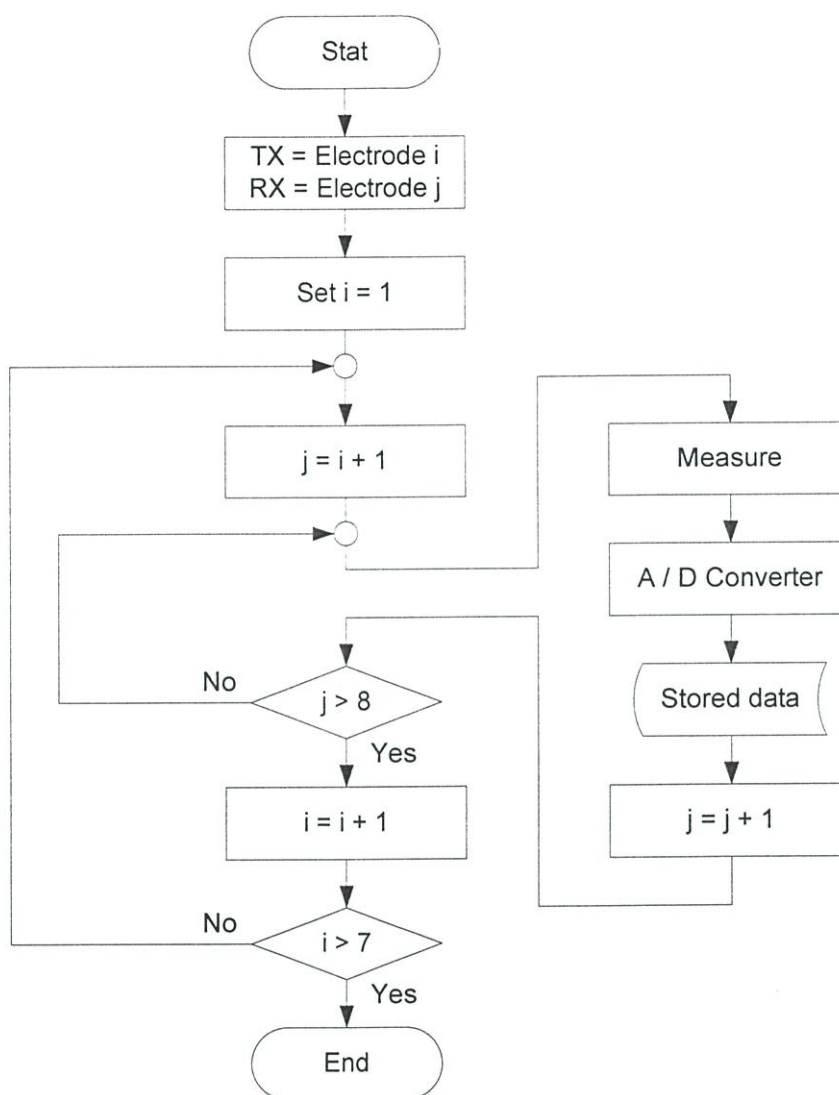 Stat
TX = Electrode i
RX = Electrode j
Set i = 1
j = i + 1
Measure
A / D Converter
Stored data
j = j + 1
j > 8
No
Yes
i = i + 1
i > 7
No
Yes
End